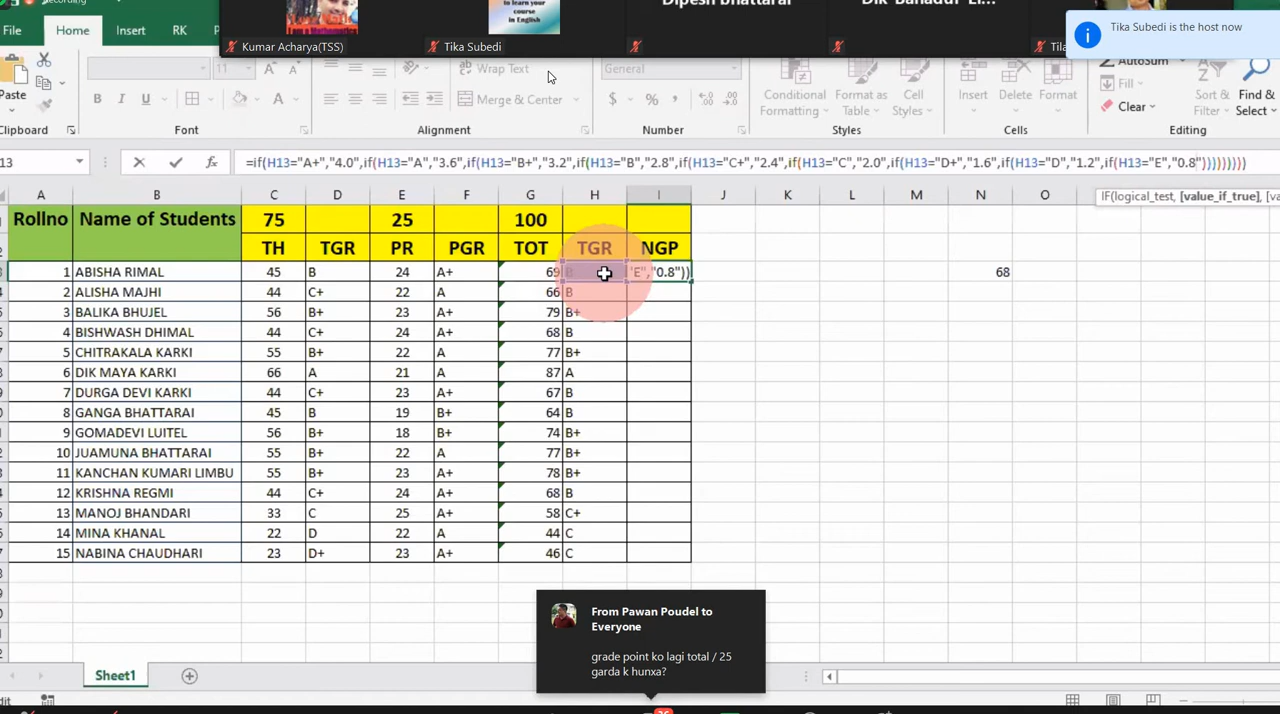 to learn your
course
in English
Dipesh bhattarai
Kumar Acharya(TSS)
Tika Subedi
Tika Subedi is the host now
File
Home
Insert
RK
Paste
11
Wrap Text
General
Merge & Center
Conditional Formatting
Format as Table
Cell Styles
Insert
Delete
Format
AutoSum
Fill
Clear
Sort & Filter
Find & Select
Clipboard
Font
Alignment
Number
Styles
Cells
Editing
=if(H13="A+","4.0",if(H13="A","3.6",if(H13="B+","3.2",if(H13="B","2.8",if(H13="C+","2.4",if(H13="C","2.0",if(H13="D+","1.6",if(H13="D","1.2",if(H13="E","0.8")))))))))
IF(logical_test, [value_if_true],
A B C D E F G H I J K L M N O
Rollno Name of Students 75 25 100
TH TGR PR PGR TOT TGR NGP
1 ABISHA RIMAL 45 B 24 A+ 69 B "E","0.8")) 68
2 ALISHA MAJHI 44 C+ 22 A 66 B
3 BALIKA BHUJEL 56 B+ 23 A+ 79 B+
4 BISHWASH DHIMAL 44 C+ 24 A+ 68 B
5 CHITRAKALA KARKI 55 B+ 22 A 77 B+
6 DIK MAYA KARKI 66 A 21 A 87 A
7 DURGA DEVI KARKI 44 C+ 23 A+ 67 B
8 GANGA BHATTARAI 45 B 19 B+ 64 B
9 GOMADEVI LUITEL 56 B+ 18 B+ 74 B+
10 JUAMUNA BHATTARAI 55 B+ 22 A 77 B+
11 KANCHAN KUMARI LIMBU 55 B+ 23 A+ 78 B+
12 KRISHNA REGMI 44 C+ 24 A+ 68 B
13 MANOJ BHANDARI 33 C 25 A+ 58 C+
14 MINA KHANAL 22 D 22 A 44 C
15 NABINA CHAUDHARI 23 D+ 23 A+ 46 C
From Pawan Poudel to
Everyone
grade point ko lagi total / 25
garda k hunxa?
Sheet1